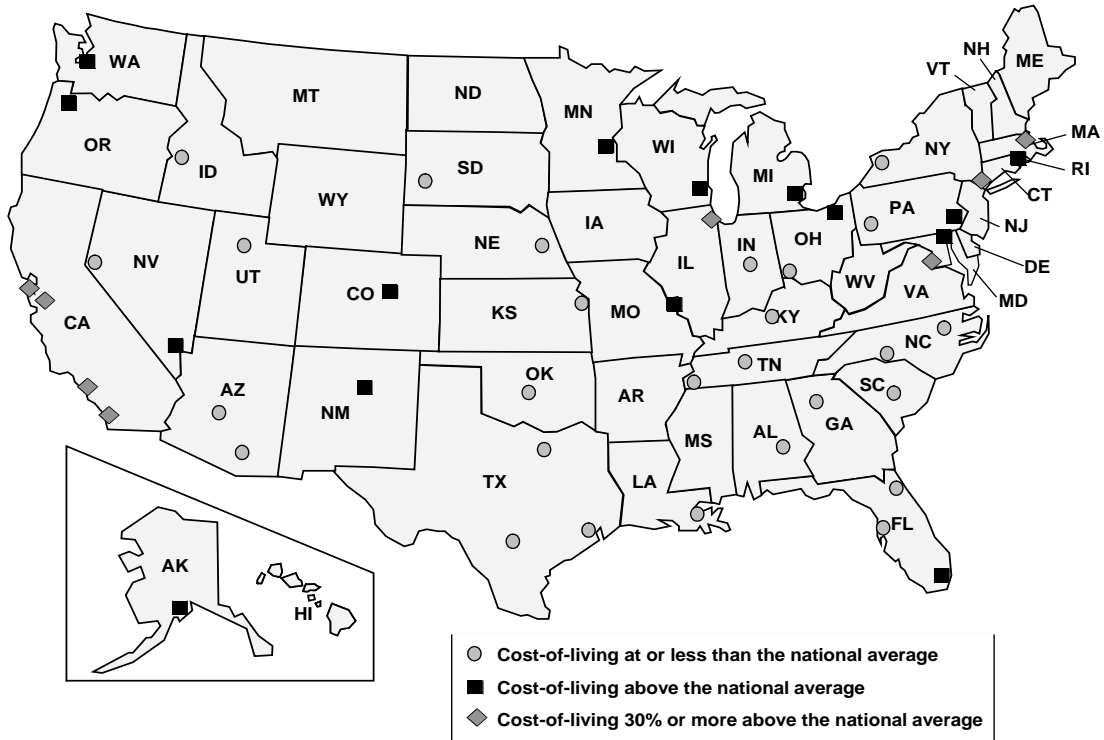 NH
ME
VT
WA
MT
ND
MN
MA
OR
ID
SD
WI
MI
NY
RI
WY
CT
PA
NJ
NE
IA
NV
UT
IN
OH
IL
DE
CO
WV
VA
MD
CA
KS
MO
KY
NC
TN
OK
AZ
SC
NM
AR
GA
MS
AL
TX
LA
FL
AK
HI
Cost-of-living at or less than the national average
Cost-of-living above the national average
Cost-of-living 30% or more above the national average